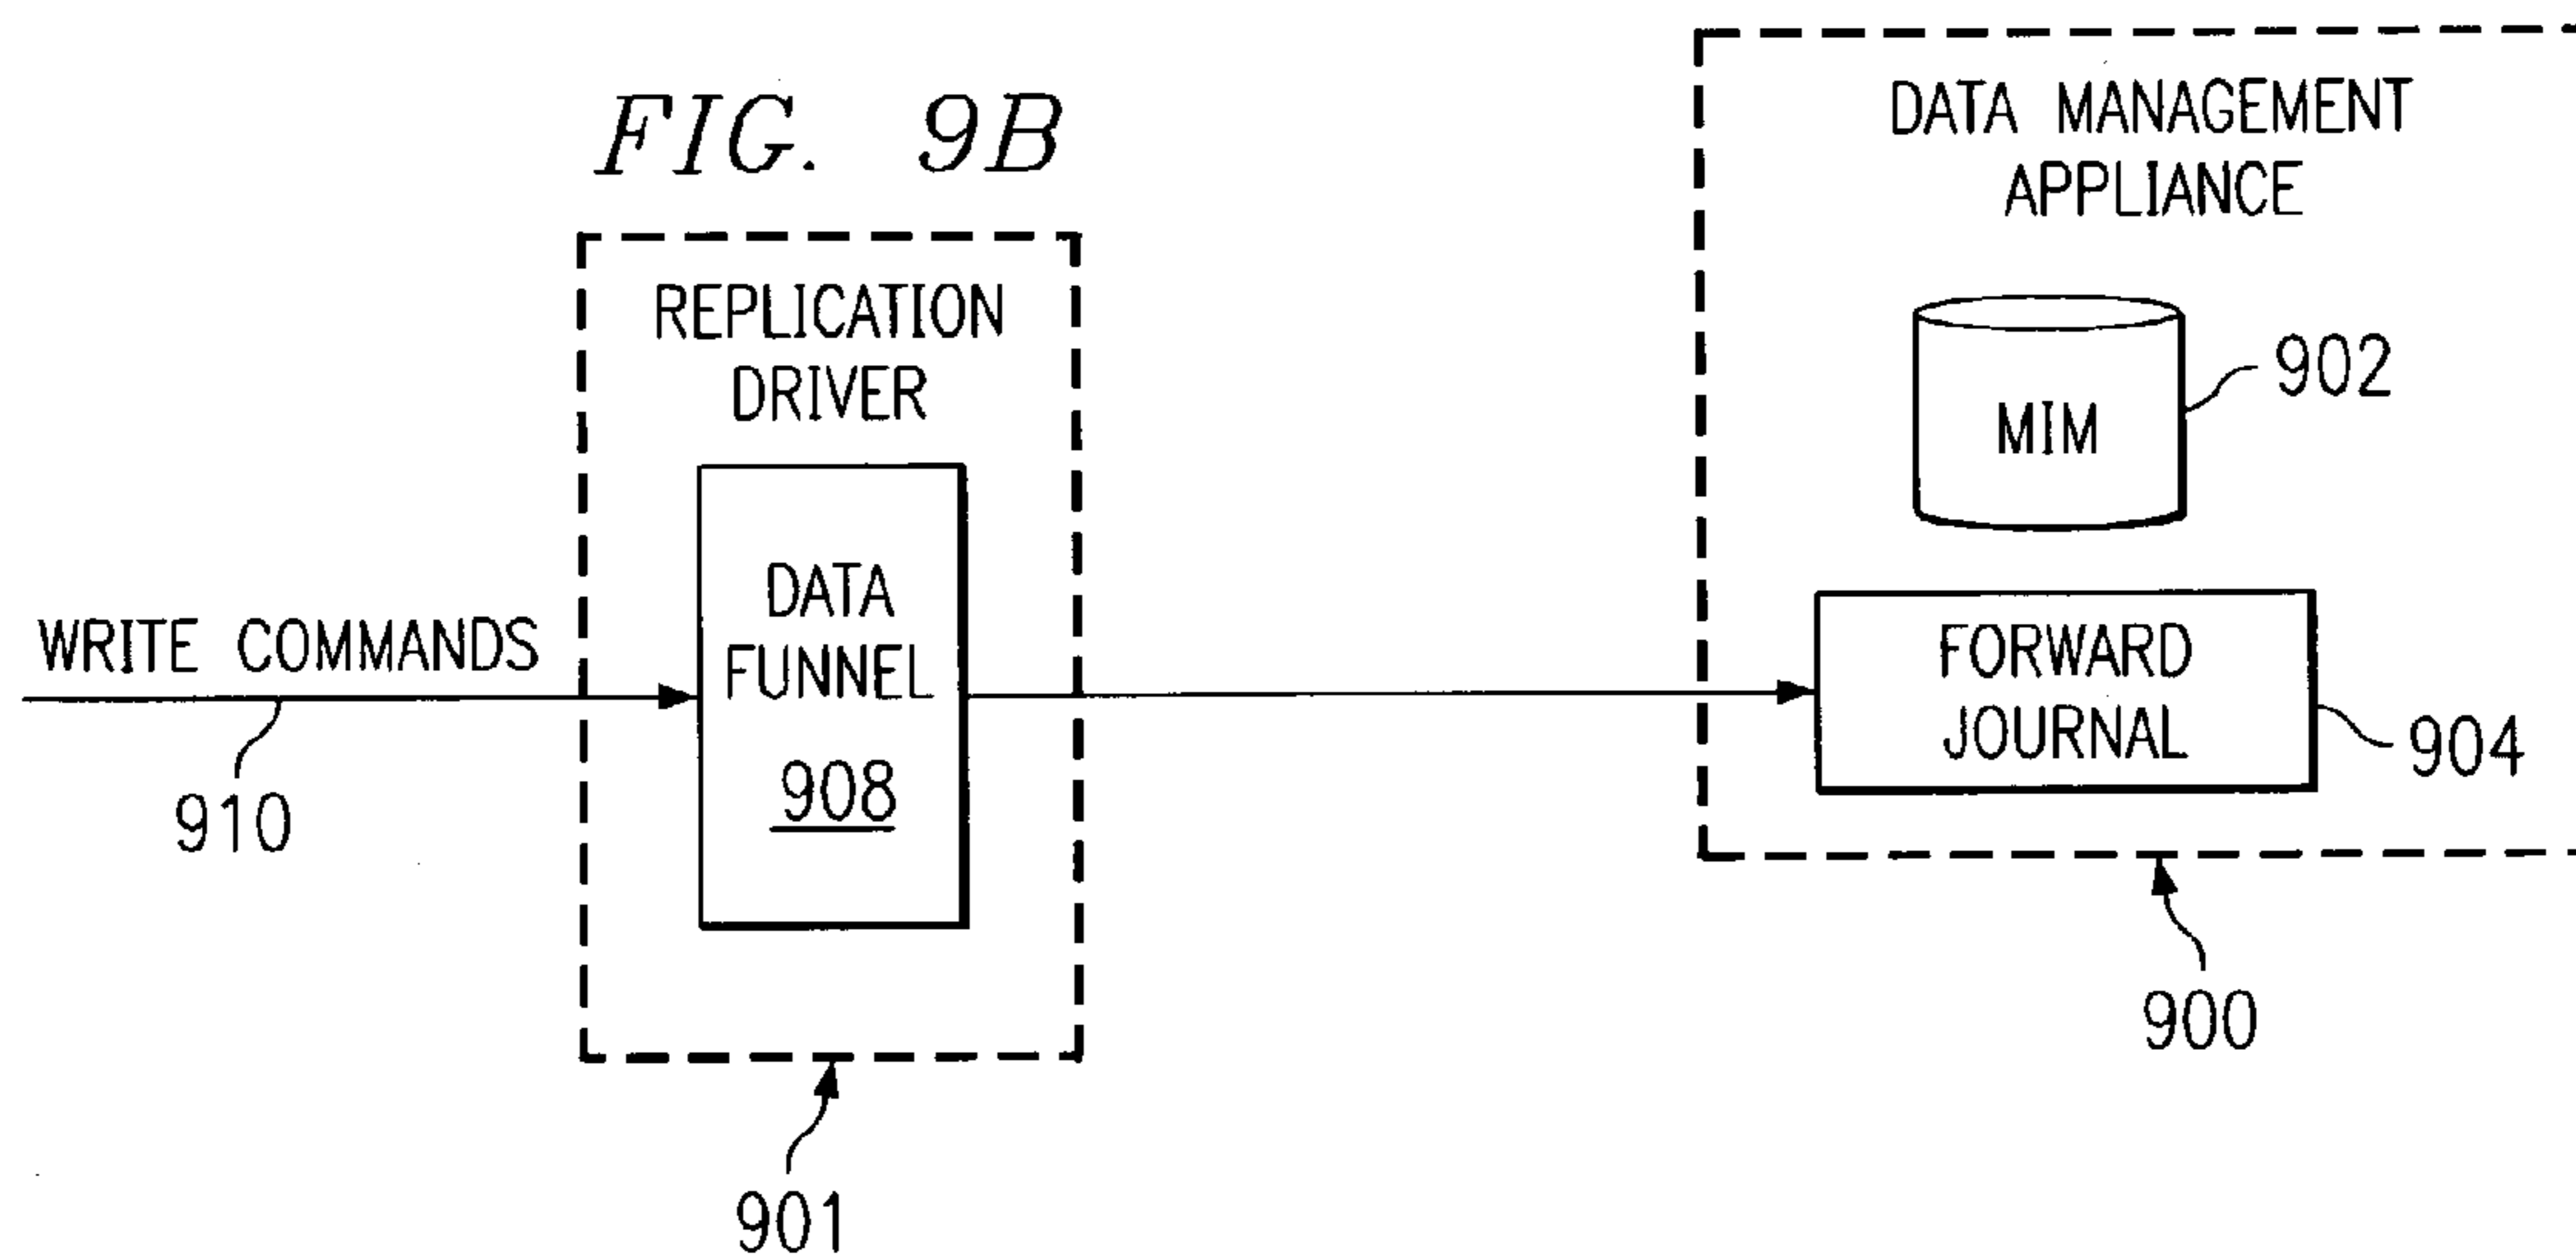 FIG. 9B
DATA MANAGEMENT
APPLIANCE
REPLICATION
DRIVER
902
MIM
DATA
FUNNEL
908
WRITE COMMANDS
910
FORWARD
JOURNAL
904
900
901